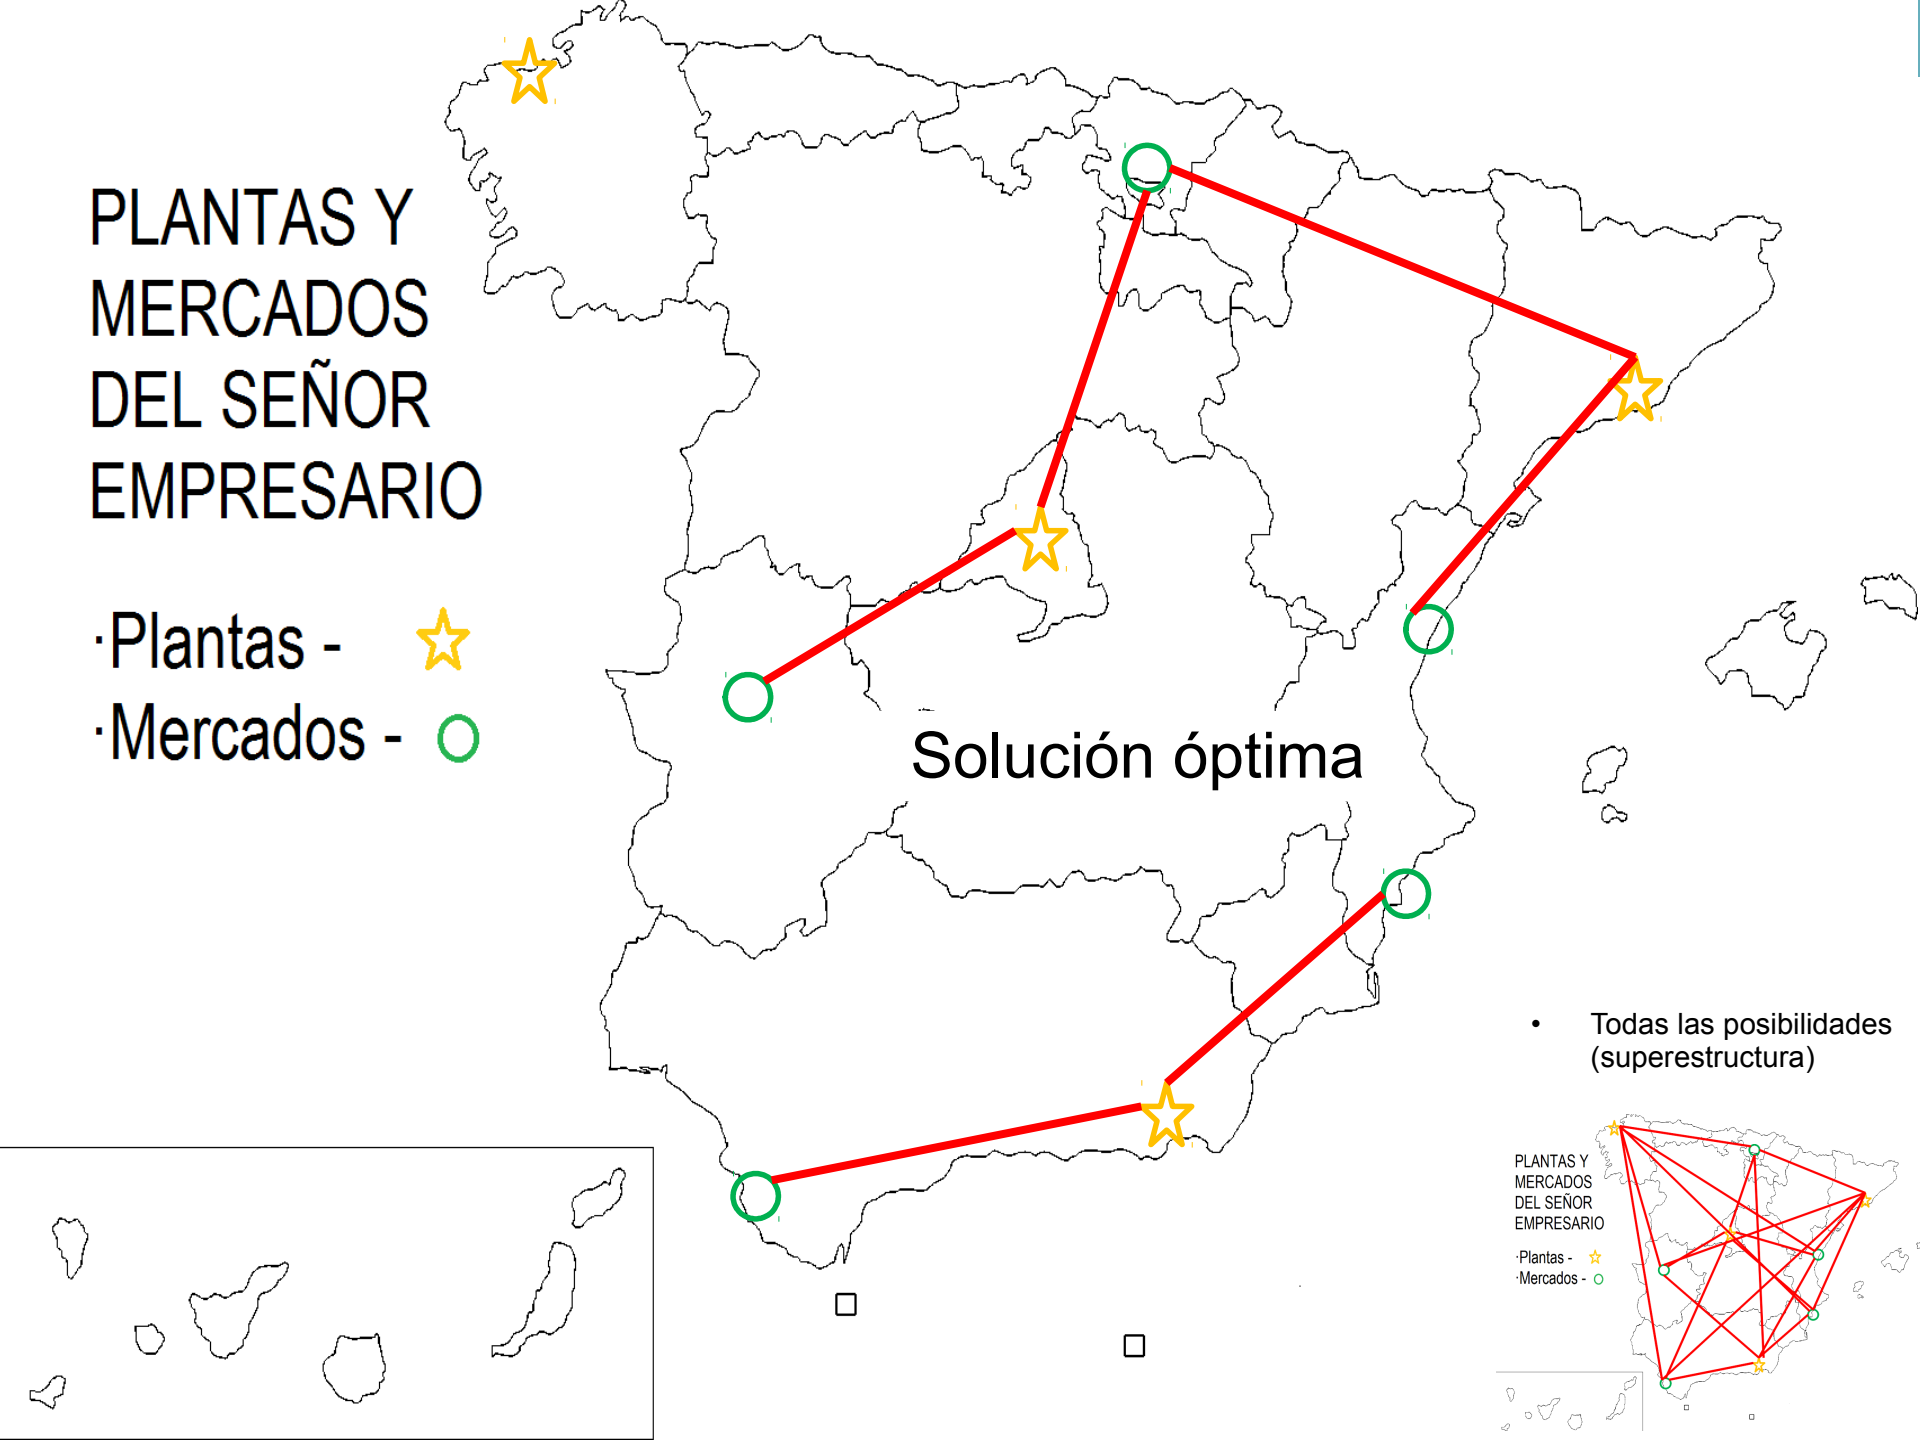 PLANTAS Y
MERCADOS
DEL SEÑOR
EMPRESARIO
·Plantas -
·Mercados -
Solución óptima
• Todas las posibilidades
(superestructura)
PLANTAS Y
MERCADOS
DEL SEÑOR
EMPRESARIO
·Plantas -
·Mercados -